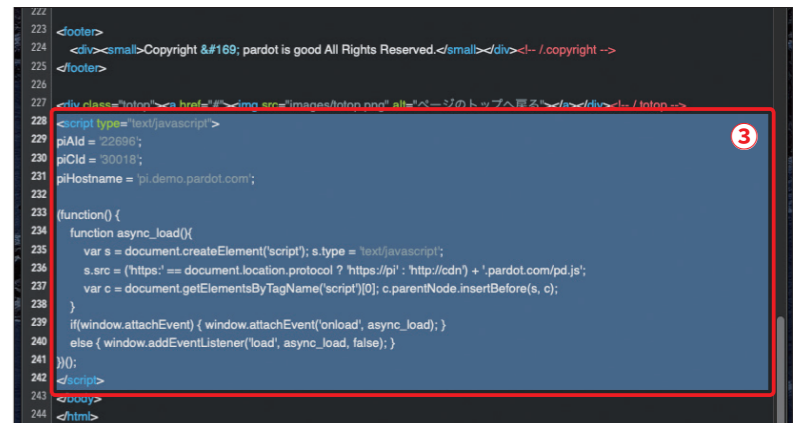 222
223 <footer>
224 <div><small>Copyright &#169; pardot is good All Rights Reserved.</small></div><!-- /.copyright -->
225 </footer>
226
227 <div class="totop"><a href="#"><img src="images/totop.png" alt="ページのトップへ戻る"></a></div><!-- /.totop -->
228 <script type="text/javascript">
③
229 piAId = '22696';
230 piCId = '30018';
231 piHostname = 'pi.demo.pardot.com';
232
233 (function() {
234 function async_load(){
235 var s = document.createElement('script'); s.type = 'text/javascript';
236 s.src = ('https:' == document.location.protocol ? 'https://pi' : 'http://cdn') + '.pardot.com/pd.js';
237 var c = document.getElementsByTagName('script')[0]; c.parentNode.insertBefore(s, c);
238 }
239 if(window.attachEvent) { window.attachEvent('onload', async_load); }
240 else { window.addEventListener('load', async_load, false); }
241 })();
242 </script>
243 </body>
244 </html>